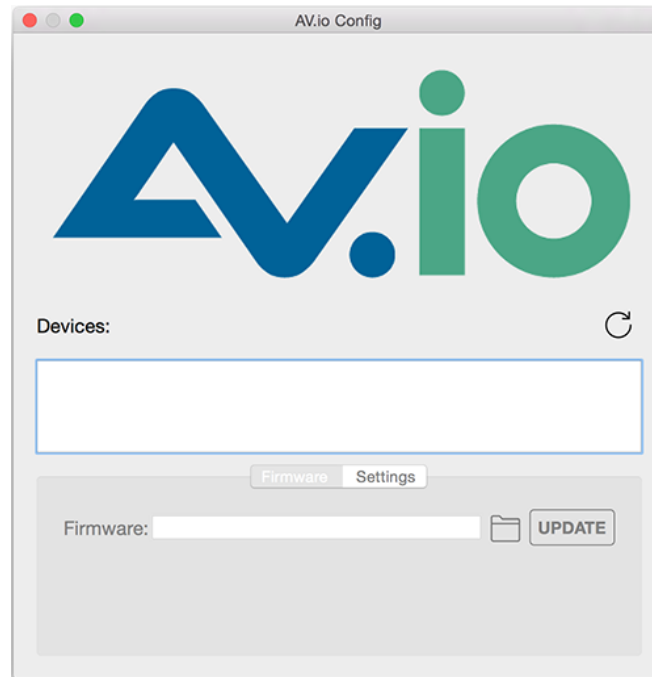 AV.io Config
AV.io
Devices:
Firmware Settings
Firmware: UPDATE